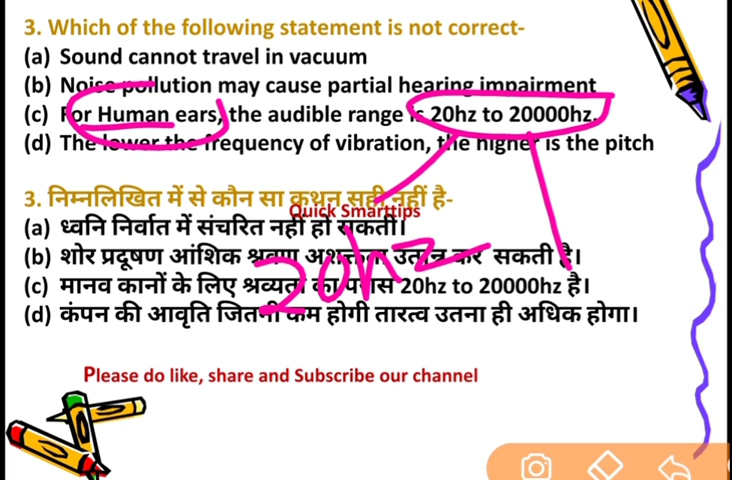 3. Which of the following statement is not correct-
(a) Sound cannot travel in vacuum
(b) Noise pollution may cause partial hearing impairment
(c) For Human ears, the audible range is 20hz to 20000hz.
(d) The lower the frequency of vibration, the higher is the pitch
3. निम्नलिखित में से कौन सा कथन सही नहीं है-
Quick Smarttips
(a) ध्वनि निर्वात में संचरित नहीं हो सकती।
(b) शोर प्रदूषण आंशिक श्रवण अशक्तता उत्पन्न कर सकती है।
20hz
(c) मानव कानों के लिए श्रव्यता का परास 20hz to 20000hz है।
(d) कंपन की आवृति जितनी कम होगी तारत्व उतना ही अधिक होगा।
Please do like, share and Subscribe our channel